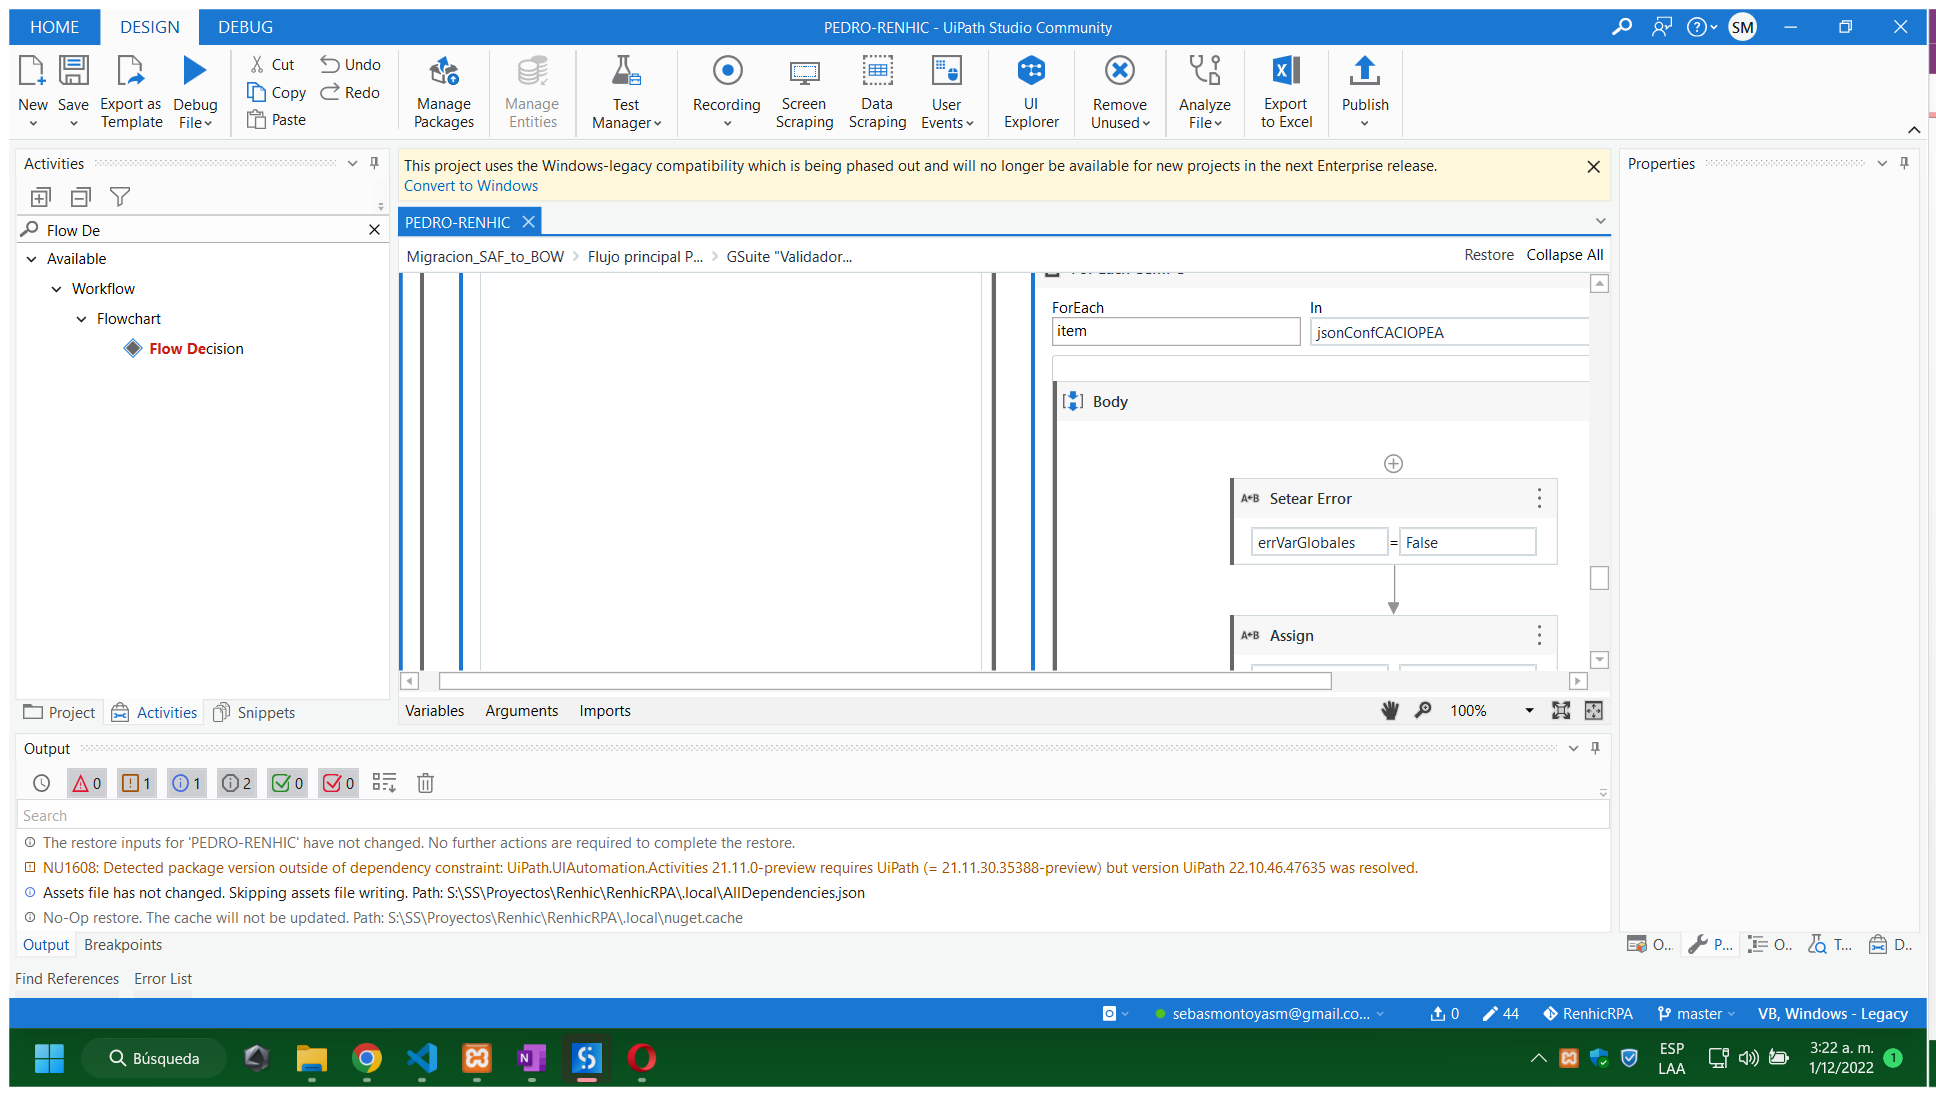 HOME DESIGN DEBUG PEDRO-RENHIC - UiPath Studio Community SM
New Save Export as Template Debug File Cut Copy Paste Undo Redo Manage Packages Manage Entities Test Manager Recording Screen Scraping Data Scraping User Events UI Explorer Remove Unused Analyze File Export to Excel Publish
Activities
Flow De
Available
Workflow
Flowchart
Flow Decision
Project Activities Snippets
This project uses the Windows-legacy compatibility which is being phased out and will no longer be available for new projects in the next Enterprise release.
Convert to Windows
PEDRO-RENHIC
Migracion_SAF_to_BOW Flujo principal P... GSuite "Validador... Restore Collapse All
ForEach In
item jsonConfCACIOPEA
Body
A←B Setear Error
errVarGlobales = False
A←B Assign
Variables Arguments Imports 100%
Properties
Output
0 1 1 2 0 0
Search
The restore inputs for 'PEDRO-RENHIC' have not changed. No further actions are required to complete the restore.
NU1608: Detected package version outside of dependency constraint: UiPath.UIAutomation.Activities 21.11.0-preview requires UiPath (= 21.11.30.35388-preview) but version UiPath 22.10.46.47635 was resolved.
Assets file has not changed. Skipping assets file writing. Path: S:\SS\Proyectos\Renhic\RenhicRPA\.local\AllDependencies.json
No-Op restore. The cache will not be updated. Path: S:\SS\Proyectos\Renhic\RenhicRPA\.local\nuget.cache
Output Breakpoints O... P... O.. T... D..
Find References Error List
sebasmontoyasm@gmail.co... 0 44 RenhicRPA master VB, Windows - Legacy
Búsqueda ESP LAA 3:22 a. m. 1/12/2022 1